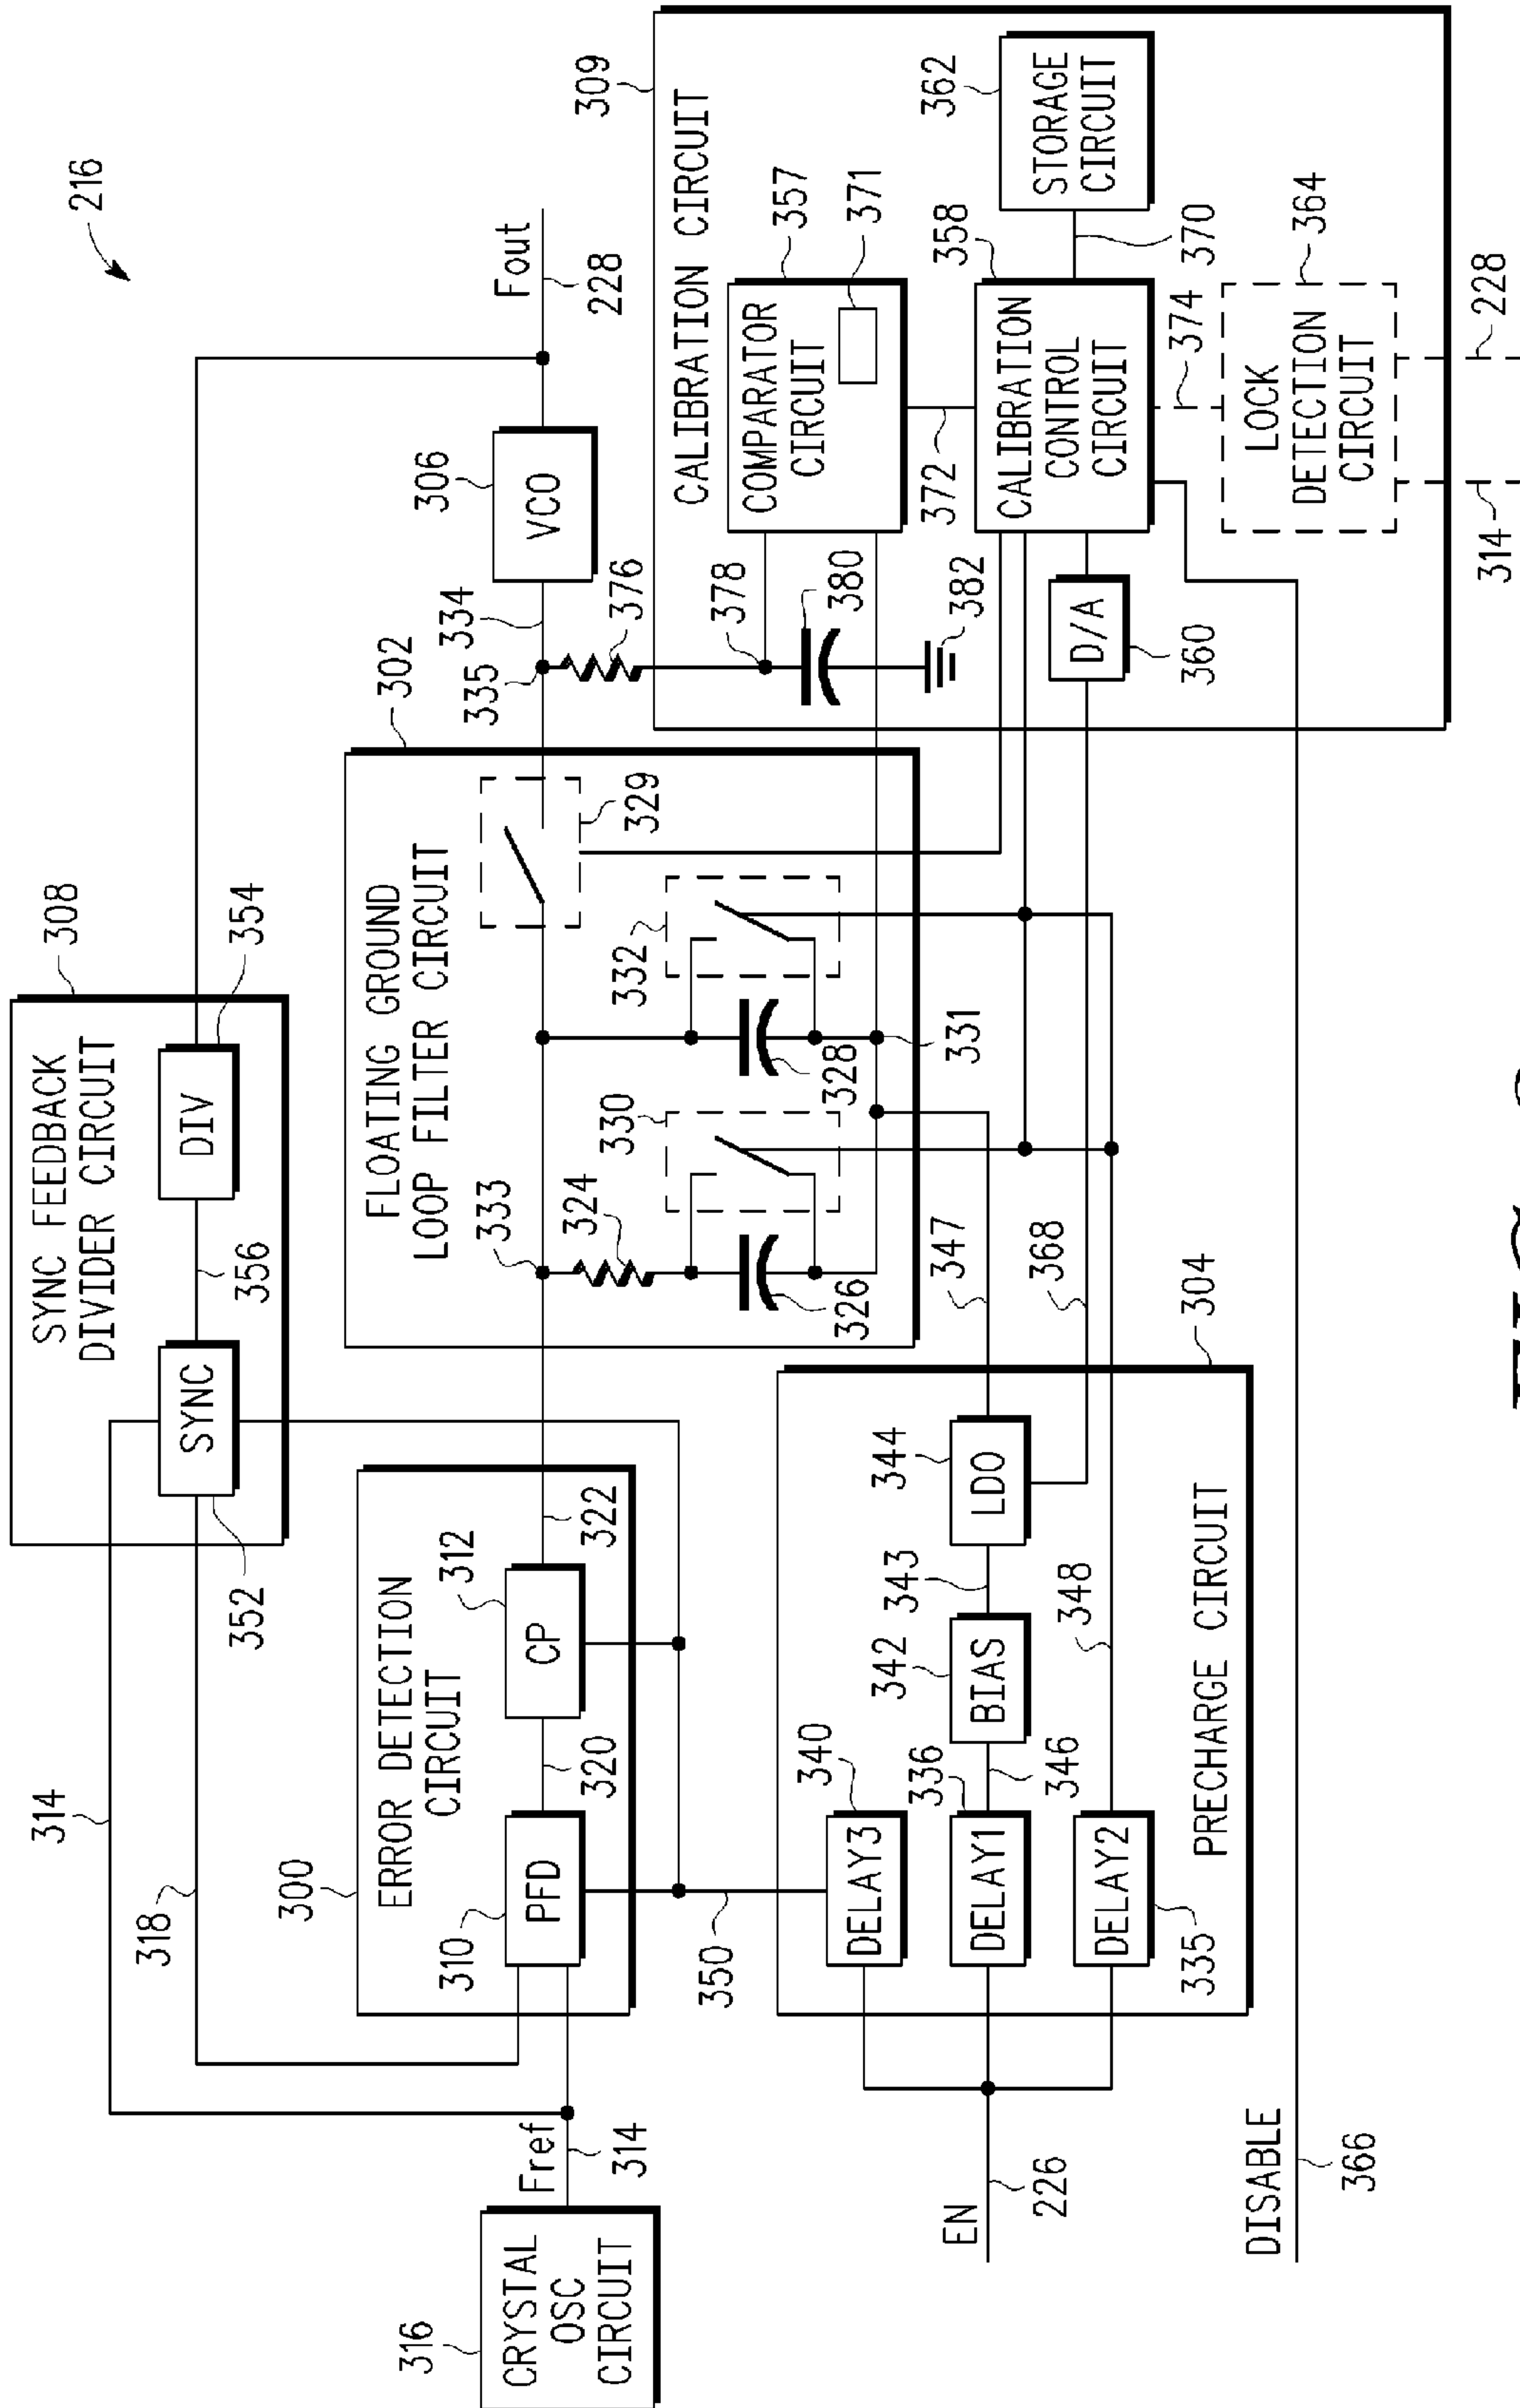 216
308
SYNC FEEDBACK
DIVIDER CIRCUIT
314
318
352
SYNC
356
DIV
354
300
ERROR DETECTION
CIRCUIT
310
PFD
320
312
CP
322
316
CRYSTAL
OSC
CIRCUIT
Fref
314
302
FLOATING GROUND
LOOP FILTER CIRCUIT
333
324
326
330
328
332
331
329
335
334
306
VCO
Fout
228
376
309
CALIBRATION CIRCUIT
378
380
382
COMPARATOR
CIRCUIT
357
371
372
CALIBRATION
CONTROL
CIRCUIT
358
362
STORAGE
CIRCUIT
370
D/A
360
374
LOCK
DETECTION
CIRCUIT
364
314
228
350
340
DELAY3
336
DELAY1
346
342
BIAS
343
344
LDO
347
368
DELAY2
335
348
PRECHARGE CIRCUIT
304
EN
226
DISABLE
366